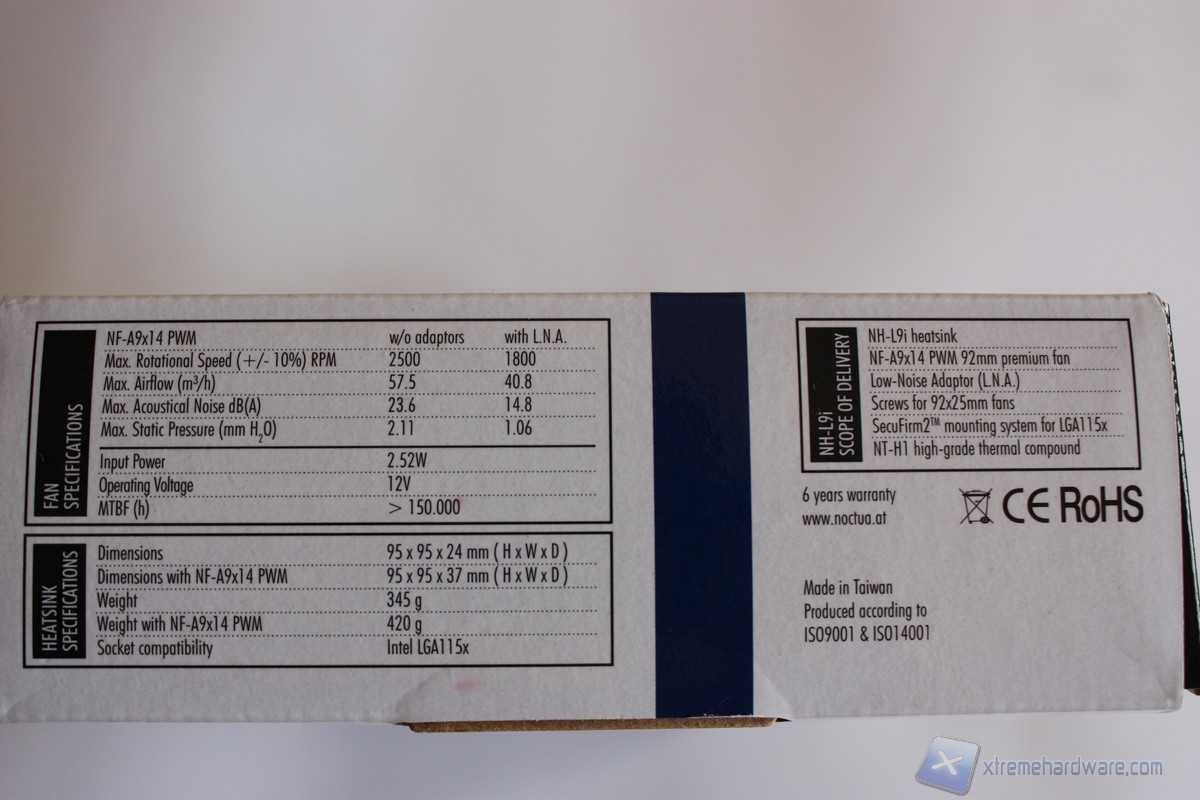 FAN
SPECIFICATIONS
NF-A9x14 PWM w/o adaptors with L.N.A.
Max. Rotational Speed (+/- 10%) RPM 2500 1800
Max. Airflow (m³/h) 57.5 40.8
Max. Acoustical Noise dB(A) 23.6 14.8
Max. Static Pressure (mm H₂O) 2.11 1.06
Input Power 2.52W
Operating Voltage 12V
MTBF (h) > 150.000
HEATSINK
SPECIFICATIONS
Dimensions 95 x 95 x 24 mm ( H x W x D )
Dimensions with NF-A9x14 PWM 95 x 95 x 37 mm ( H x W x D )
Weight 345 g
Weight with NF-A9x14 PWM 420 g
Socket compatibility Intel LGA115x
NH-L9i
SCOPE OF DELIVERY
NH-L9i heatsink
NF-A9x14 PWM 92mm premium fan
Low-Noise Adaptor (L.N.A.)
Screws for 92x25mm fans
SecuFirm2™ mounting system for LGA115x
NT-H1 high-grade thermal compound
6 years warranty
www.noctua.at
CE RoHS
Made in Taiwan
Produced according to
ISO9001 & ISO14001
xtremehardware.com